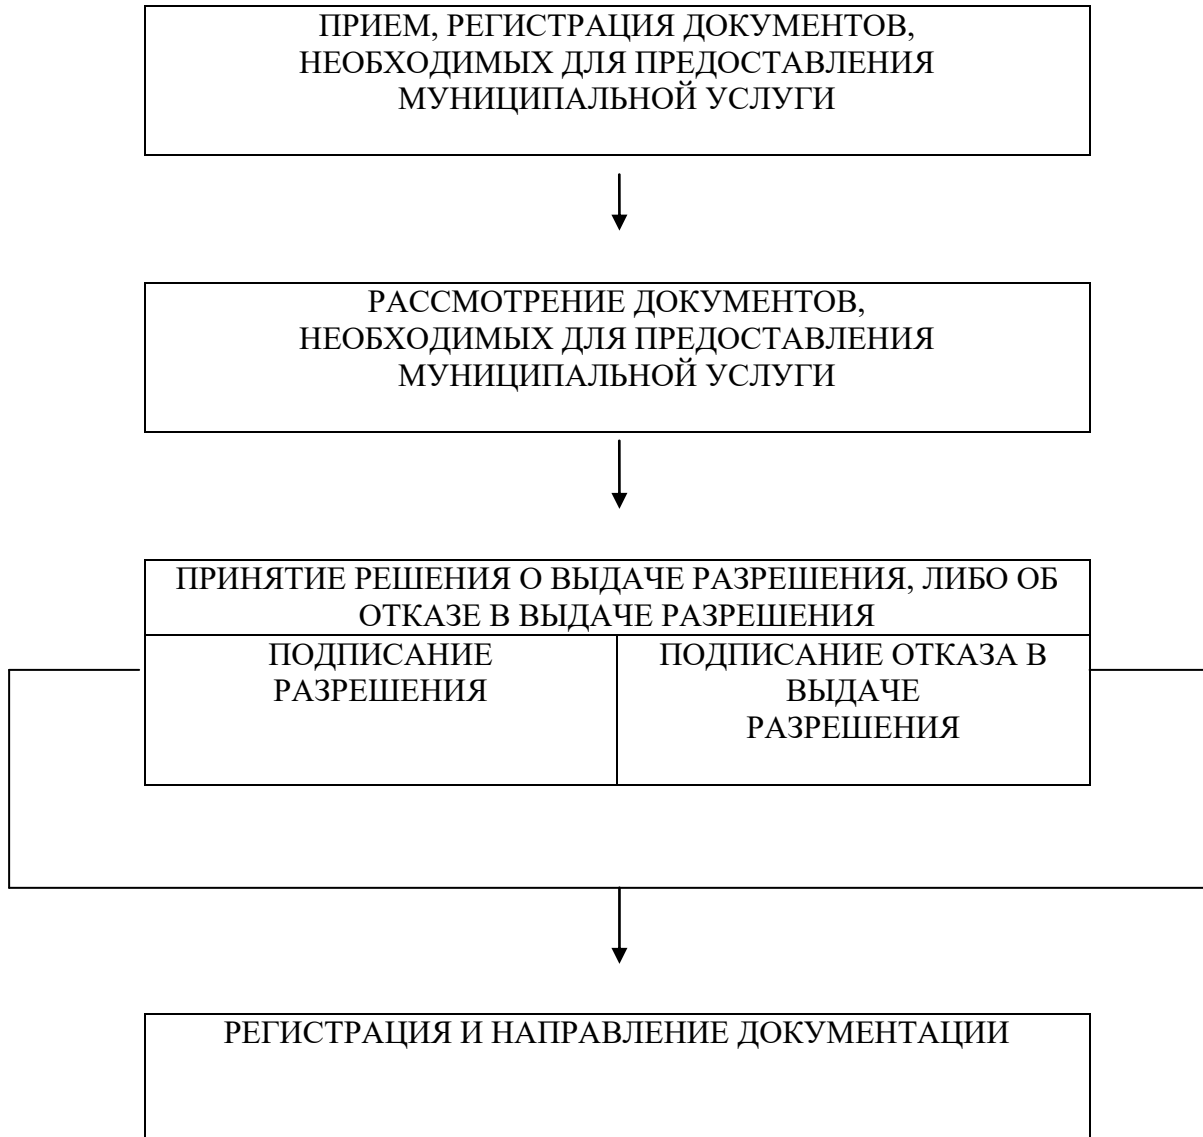 ПРИЕМ, РЕГИСТРАЦИЯ ДОКУМЕНТОВ,
НЕОБХОДИМЫХ ДЛЯ ПРЕДОСТАВЛЕНИЯ
МУНИЦИПАЛЬНОЙ УСЛУГИ
РАССМОТРЕНИЕ ДОКУМЕНТОВ,
НЕОБХОДИМЫХ ДЛЯ ПРЕДОСТАВЛЕНИЯ
МУНИЦИПАЛЬНОЙ УСЛУГИ
ПРИНЯТИЕ РЕШЕНИЯ О ВЫДАЧЕ РАЗРЕШЕНИЯ, ЛИБО ОБ
ОТКАЗЕ В ВЫДАЧЕ РАЗРЕШЕНИЯ
ПОДПИСАНИЕ
РАЗРЕШЕНИЯ
ПОДПИСАНИЕ ОТКАЗА В
ВЫДАЧЕ
РАЗРЕШЕНИЯ
РЕГИСТРАЦИЯ И НАПРАВЛЕНИЕ ДОКУМЕНТАЦИИ